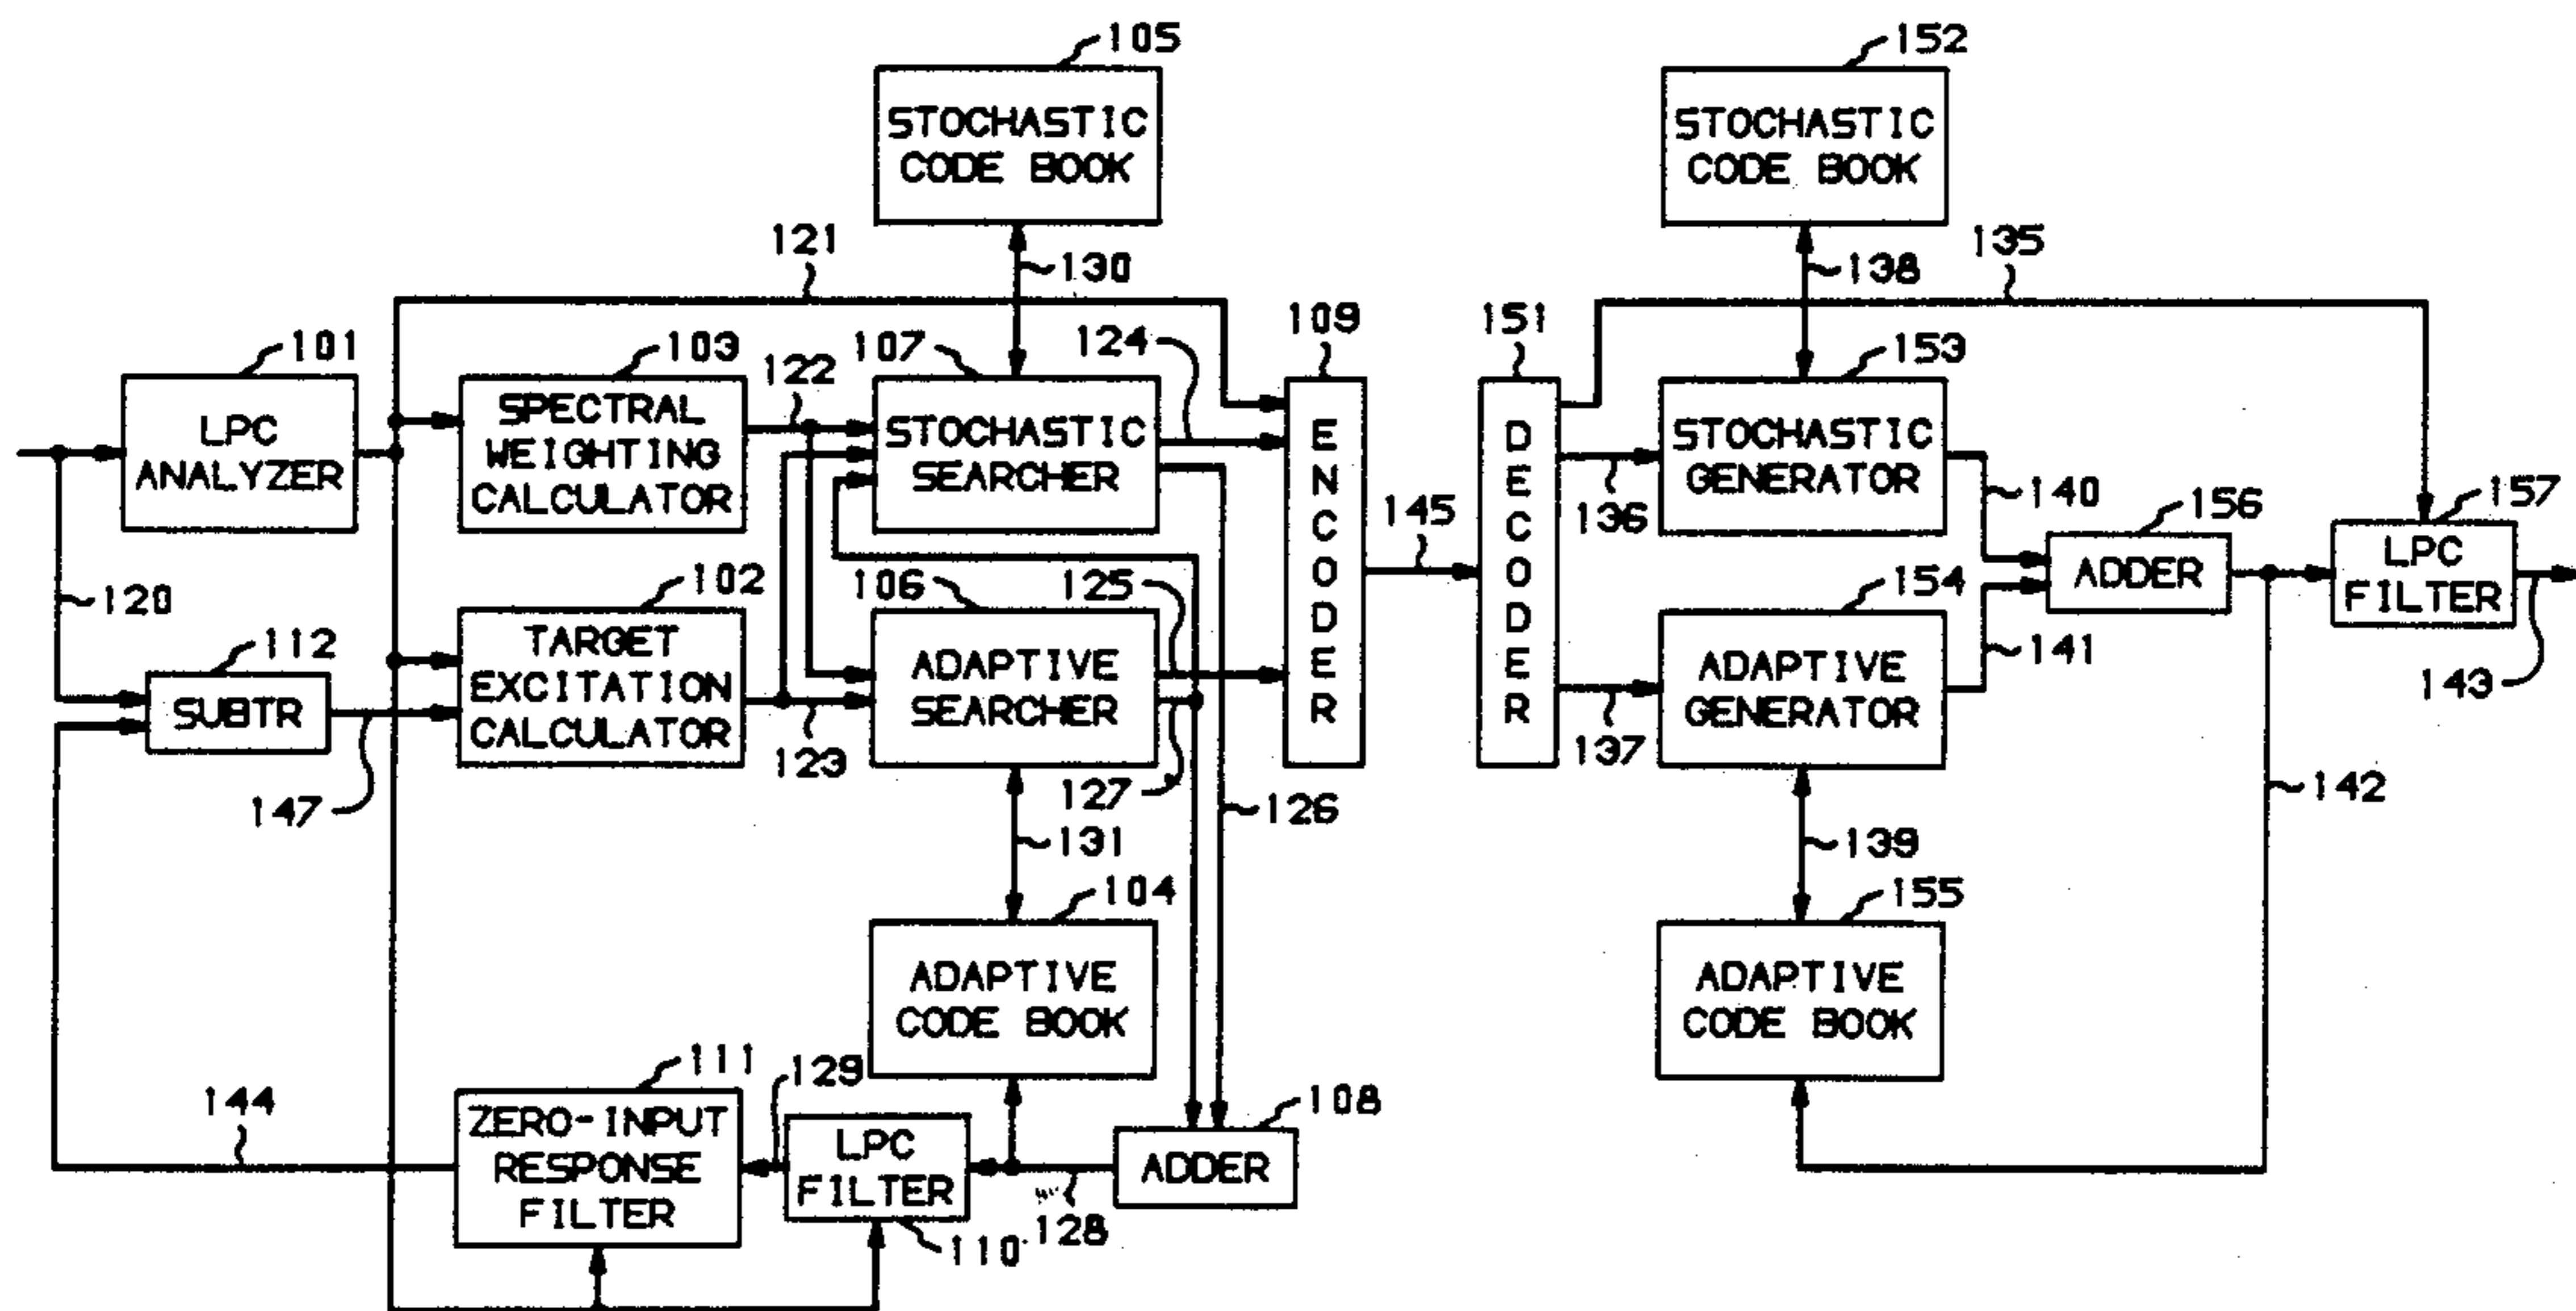 105
152
STOCHASTIC
CODE BOOK
STOCHASTIC
CODE BOOK
121
135
130
138
109
151
101
103
107
124
153
122
LPC
ANALYZER
SPECTRAL
WEIGHTING
CALCULATOR
STOCHASTIC
SEARCHER
ENCODER
DECODER
STOCHASTIC
GENERATOR
140
157
145
136
156
120
102
106
125
154
ADDER
LPC
FILTER
112
TARGET
EXCITATION
CALCULATOR
ADAPTIVE
SEARCHER
ADAPTIVE
GENERATOR
141
143
SUBTR
147
123
127
126
137
142
131
139
104
155
ADAPTIVE
CODE BOOK
ADAPTIVE
CODE BOOK
111
129
108
144
ZERO-INPUT
RESPONSE
FILTER
LPC
FILTER
ADDER
110
128